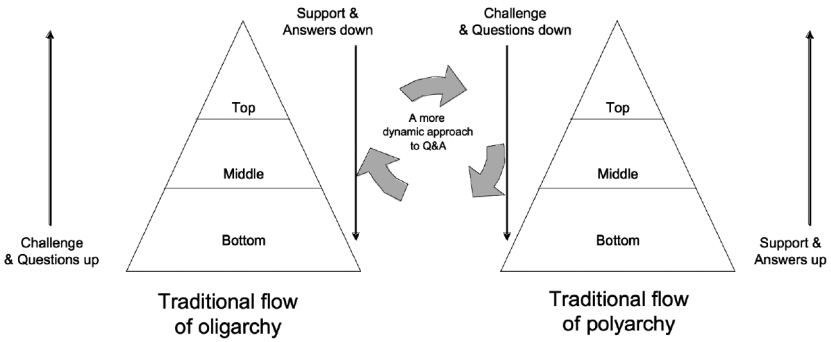 Support &
Answers down
Challenge
& Questions down
Top
Top
A more
dynamic approach
to Q&A
Middle
Middle
Bottom
Bottom
Challenge
& Questions up
Support &
Answers up
Traditional flow
of oligarchy
Traditional flow
of polyarchy